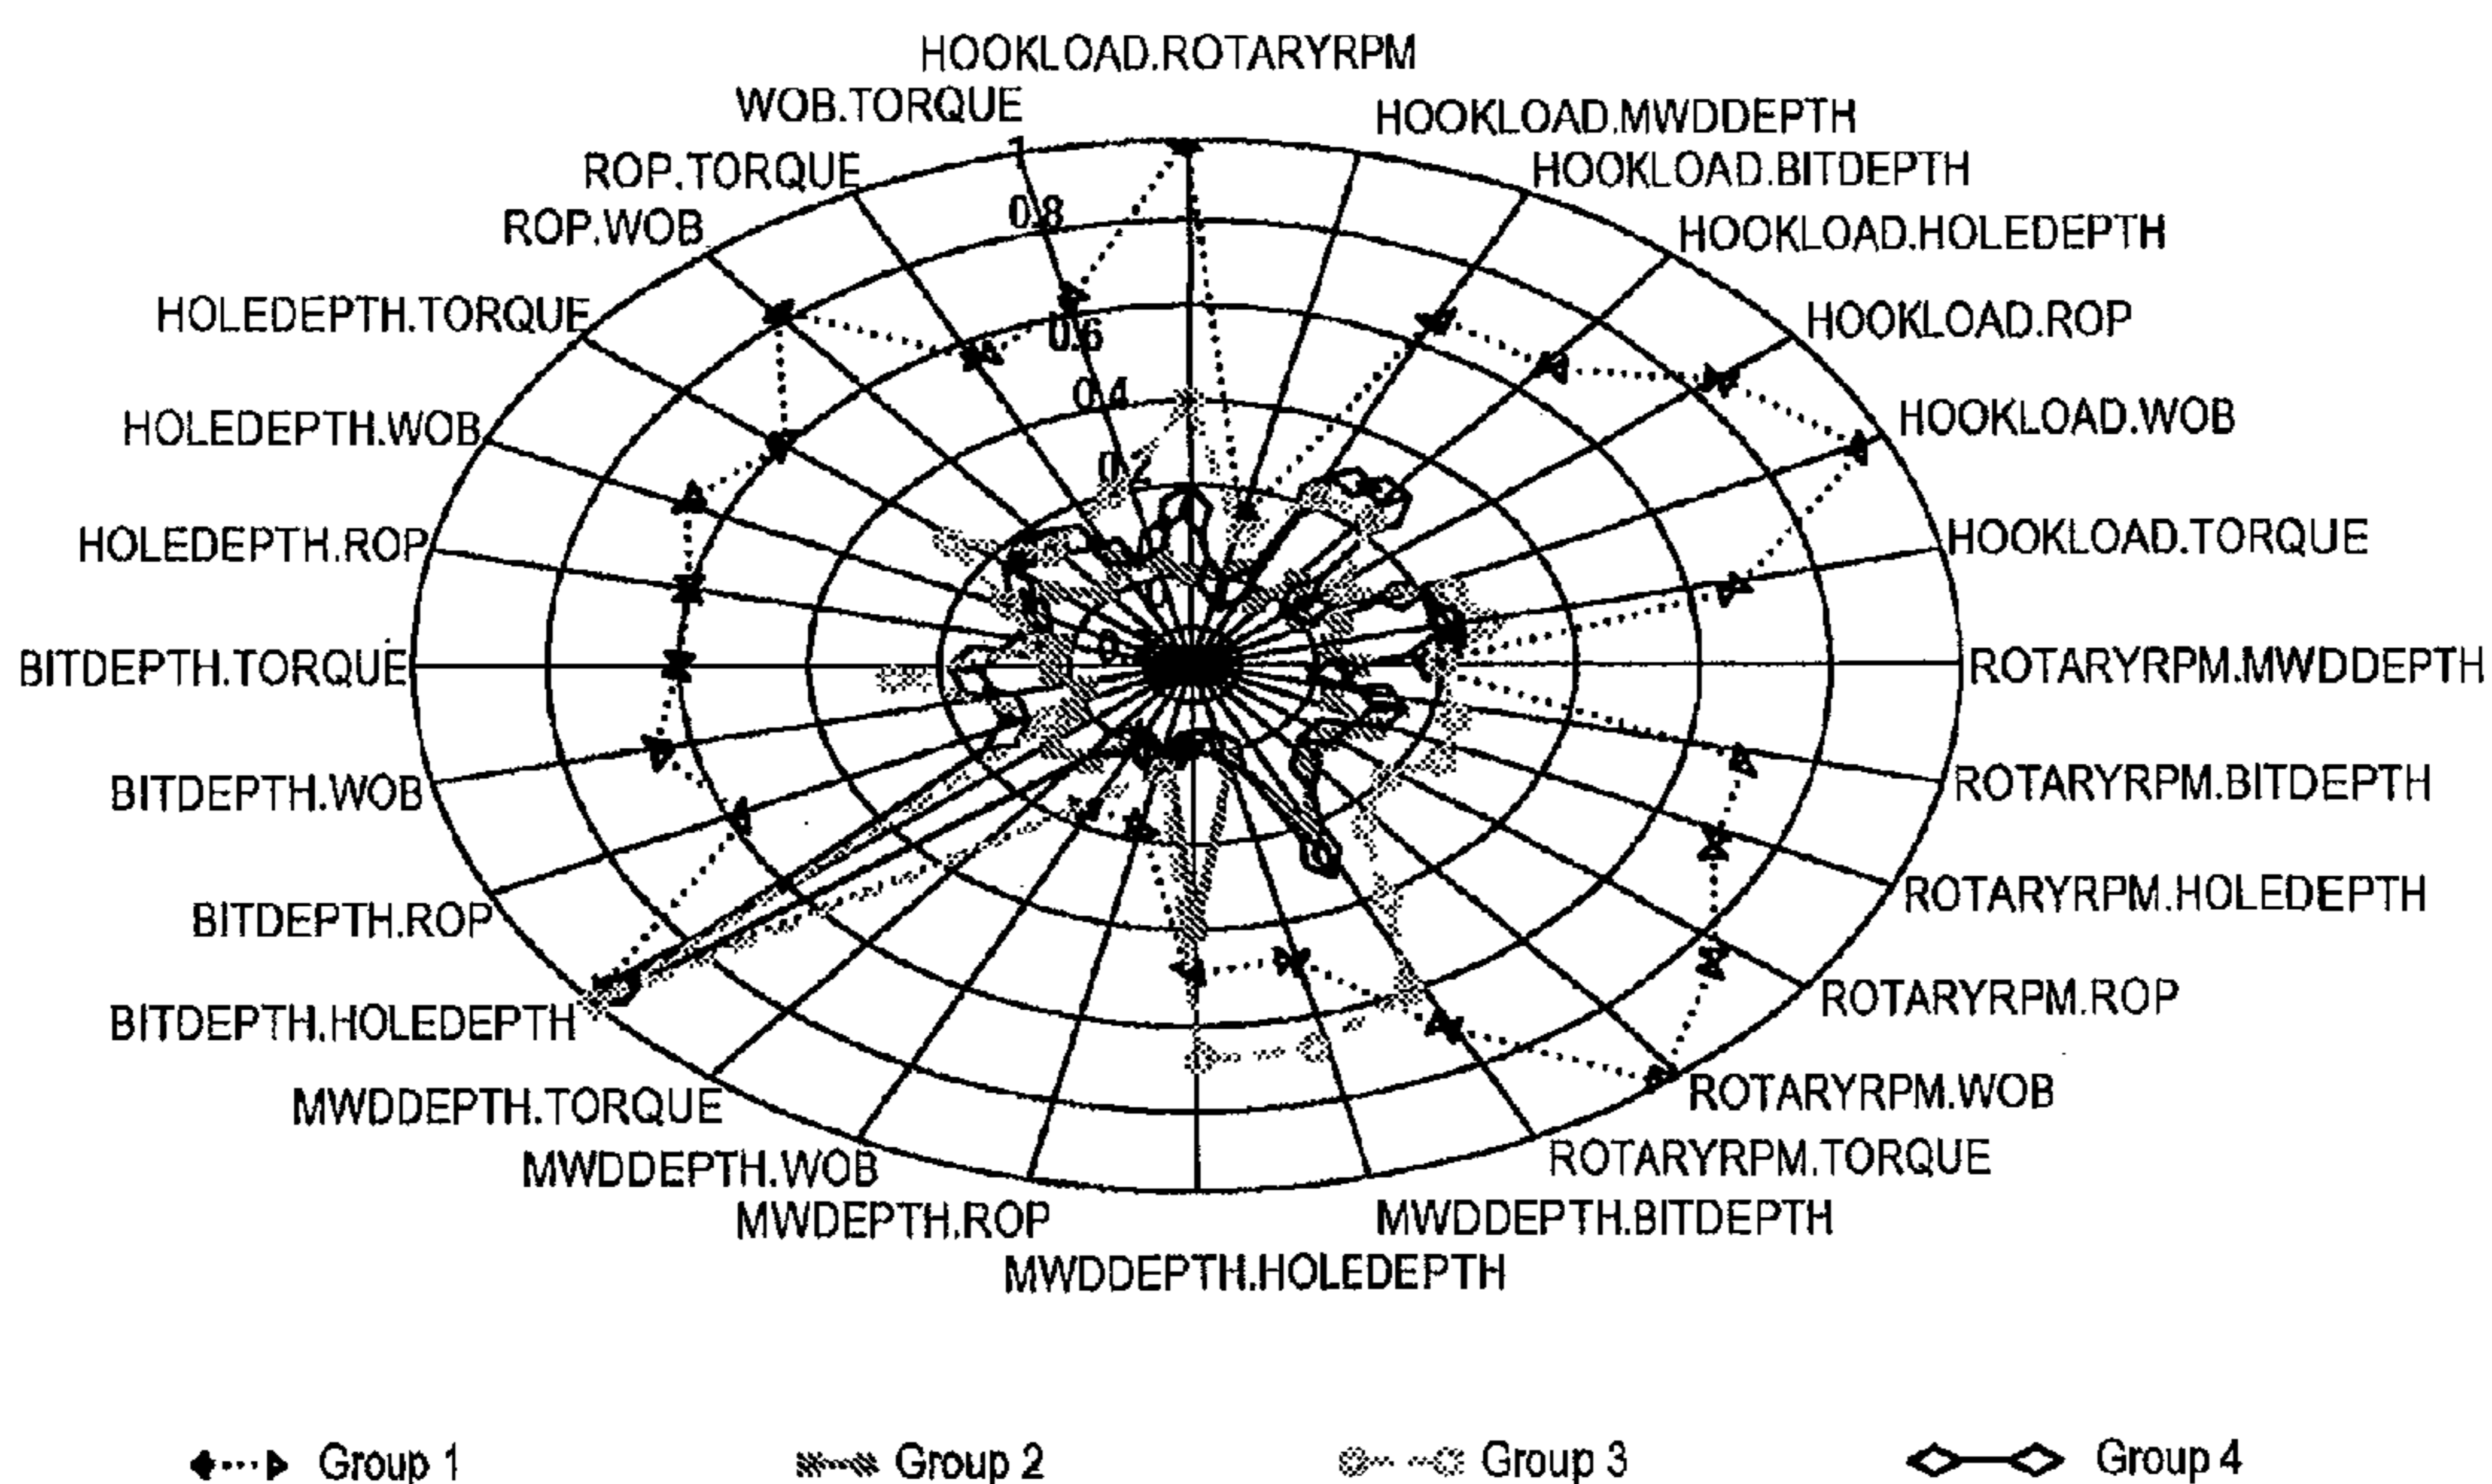 HOOKLOAD.ROTARYRPM
WOB.TORQUE
HOOKLOAD.MWDDEPTH
ROP.TORQUE
HOOKLOAD.BITDEPTH
ROP.WOB
HOOKLOAD.HOLEDEPTH
HOLEDEPTH.TORQUE
HOOKLOAD.ROP
HOLEDEPTH.WOB
HOOKLOAD.WOB
HOLEDEPTH.ROP
HOOKLOAD.TORQUE
BITDEPTH.TORQUE
ROTARYRPM.MWDDEPTH
BITDEPTH.WOB
ROTARYRPM.BITDEPTH
BITDEPTH.ROP
ROTARYRPM.HOLEDEPTH
BITDEPTH.HOLEDEPTH
ROTARYRPM.ROP
MWDDEPTH.TORQUE
ROTARYRPM.WOB
MWDDEPTH.WOB
ROTARYRPM.TORQUE
MWDEPTH.ROP
MWDDEPTH.BITDEPTH
MWDDEPTH.HOLEDEPTH
1
0.8
0.6
0.4
0.2
Group 1
Group 2
Group 3
Group 4